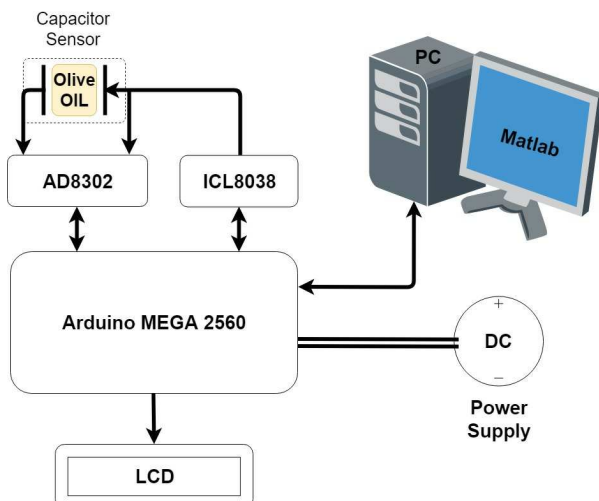 Capacitor
Sensor
Olive
OIL
PC
Matlab
AD8302
ICL8038
Arduino MEGA 2560
+
DC
−
Power
Supply
LCD